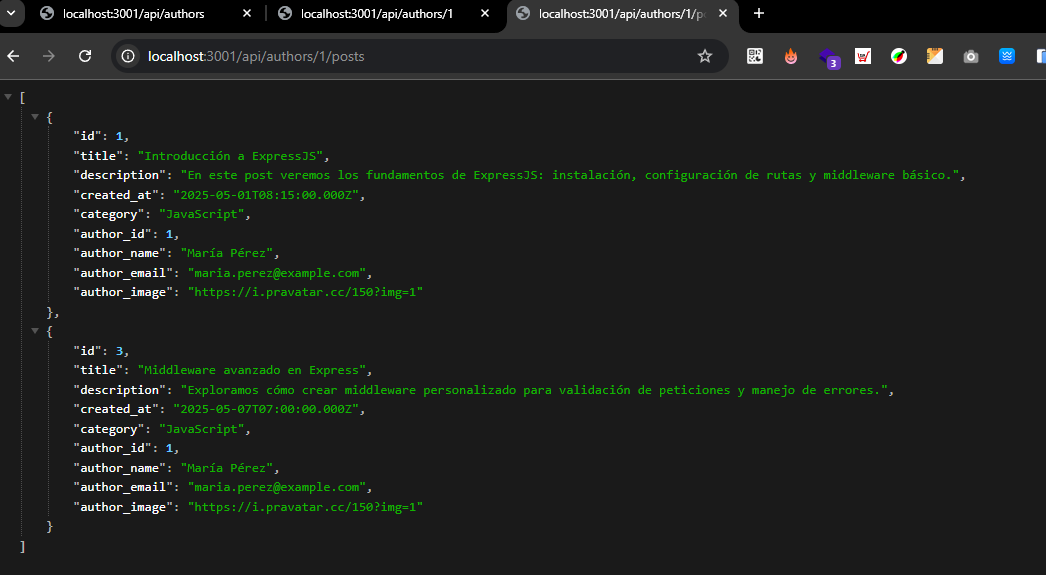 localhost:3001/api/authors
localhost:3001/api/authors/1
localhost:3001/api/authors/1/po
localhost:3001/api/authors/1/posts
3
[
{
"id": 1,
"title": "Introducción a ExpressJS",
"description": "En este post veremos los fundamentos de ExpressJS: instalación, configuración de rutas y middleware básico.",
"created_at": "2025-05-01T08:15:00.000Z",
"category": "JavaScript",
"author_id": 1,
"author_name": "María Pérez",
"author_email": "maria.perez@example.com",
"author_image": "https://i.pravatar.cc/150?img=1"
},
{
"id": 3,
"title": "Middleware avanzado en Express",
"description": "Exploramos cómo crear middleware personalizado para validación de peticiones y manejo de errores.",
"created_at": "2025-05-07T07:00:00.000Z",
"category": "JavaScript",
"author_id": 1,
"author_name": "María Pérez",
"author_email": "maria.perez@example.com",
"author_image": "https://i.pravatar.cc/150?img=1"
}
]